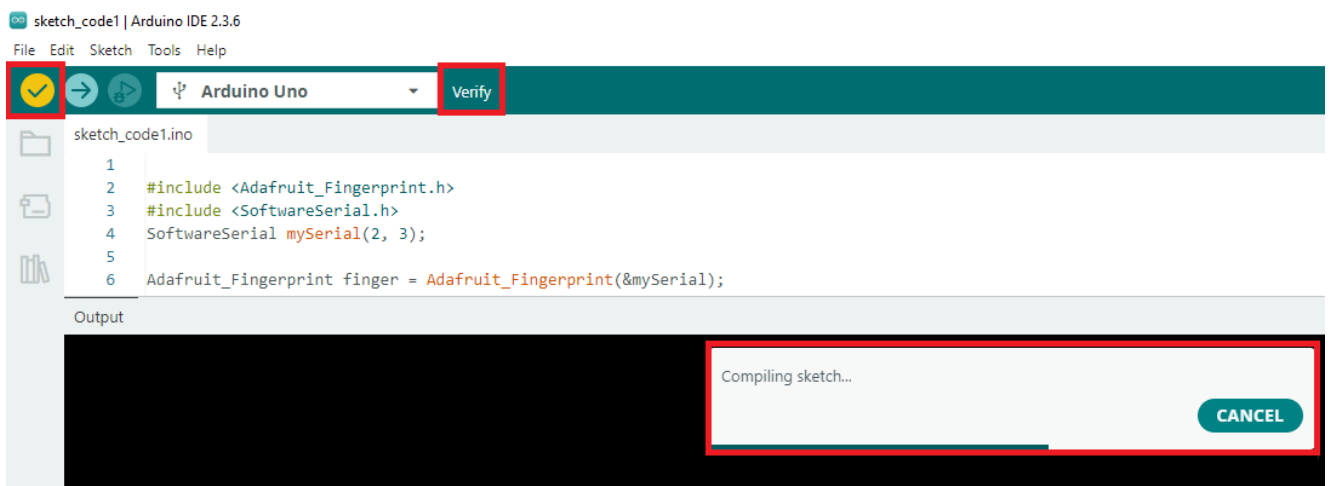 sketch_code1 | Arduino IDE 2.3.6
File Edit Sketch Tools Help
Arduino Uno Verify
sketch_code1.ino
1
2 #include <Adafruit_Fingerprint.h>
3 #include <SoftwareSerial.h>
4 SoftwareSerial mySerial(2, 3);
5
6 Adafruit_Fingerprint finger = Adafruit_Fingerprint(&mySerial);
Output
Compiling sketch...
CANCEL